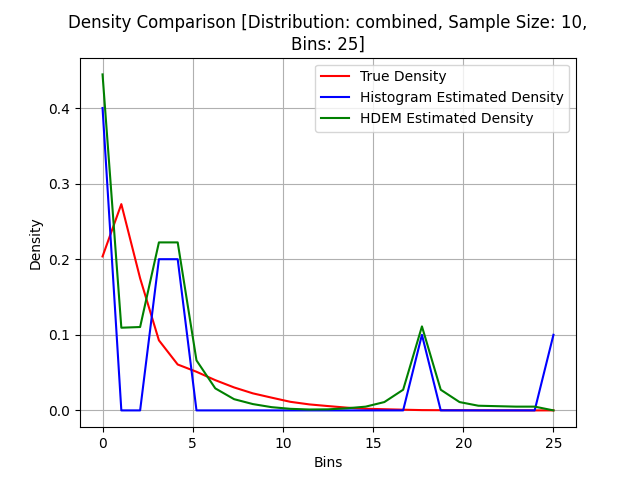 Density Comparison [Distribution: combined, Sample Size: 10,
Bins: 25]
True Density
Histogram Estimated Density
HDEM Estimated Density
Density
0.4
0.3
0.2
0.1
0.0
0 5 10 15 20 25
Bins